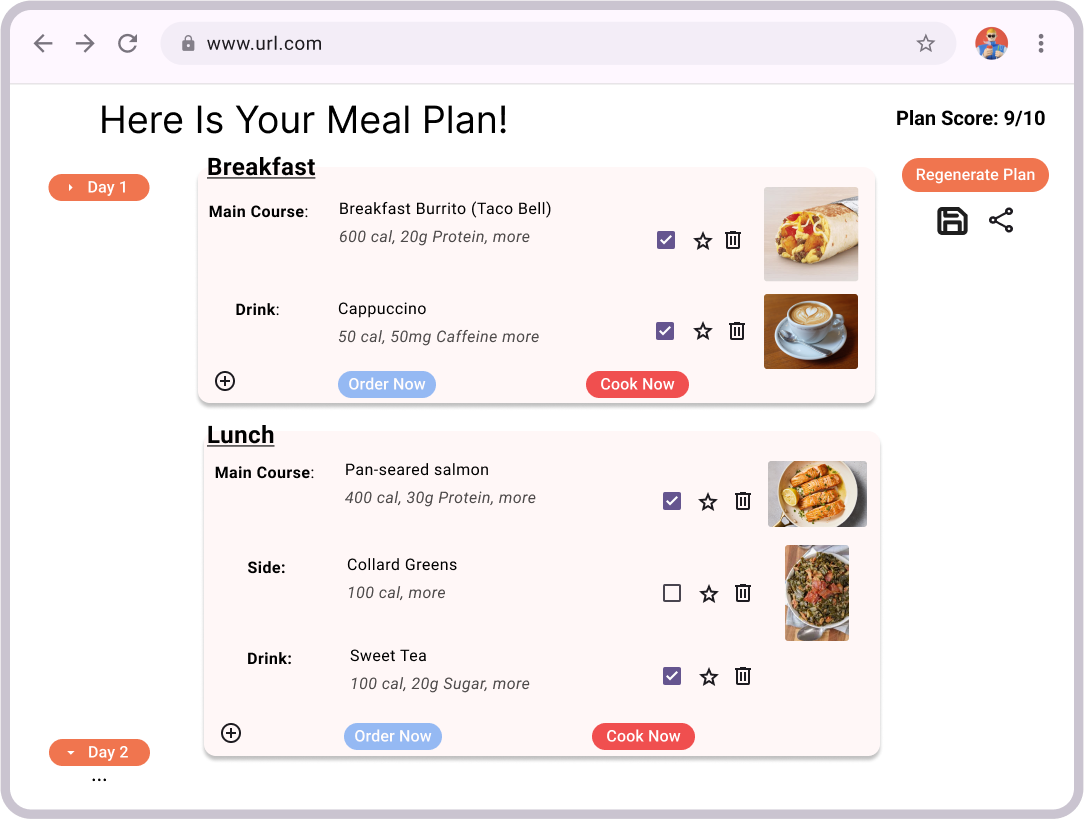 www.url.com
Here Is Your Meal Plan!
Plan Score: 9/10
Regenerate Plan
Day 1
Breakfast
Main Course:
Breakfast Burrito (Taco Bell)
600 cal, 20g Protein, more
Drink:
Cappuccino
50 cal, 50mg Caffeine more
Order Now
Cook Now
Lunch
Main Course:
Pan-seared salmon
400 cal, 30g Protein, more
Side:
Collard Greens
100 cal, more
Drink:
Sweet Tea
100 cal, 20g Sugar, more
Order Now
Cook Now
Day 2
...